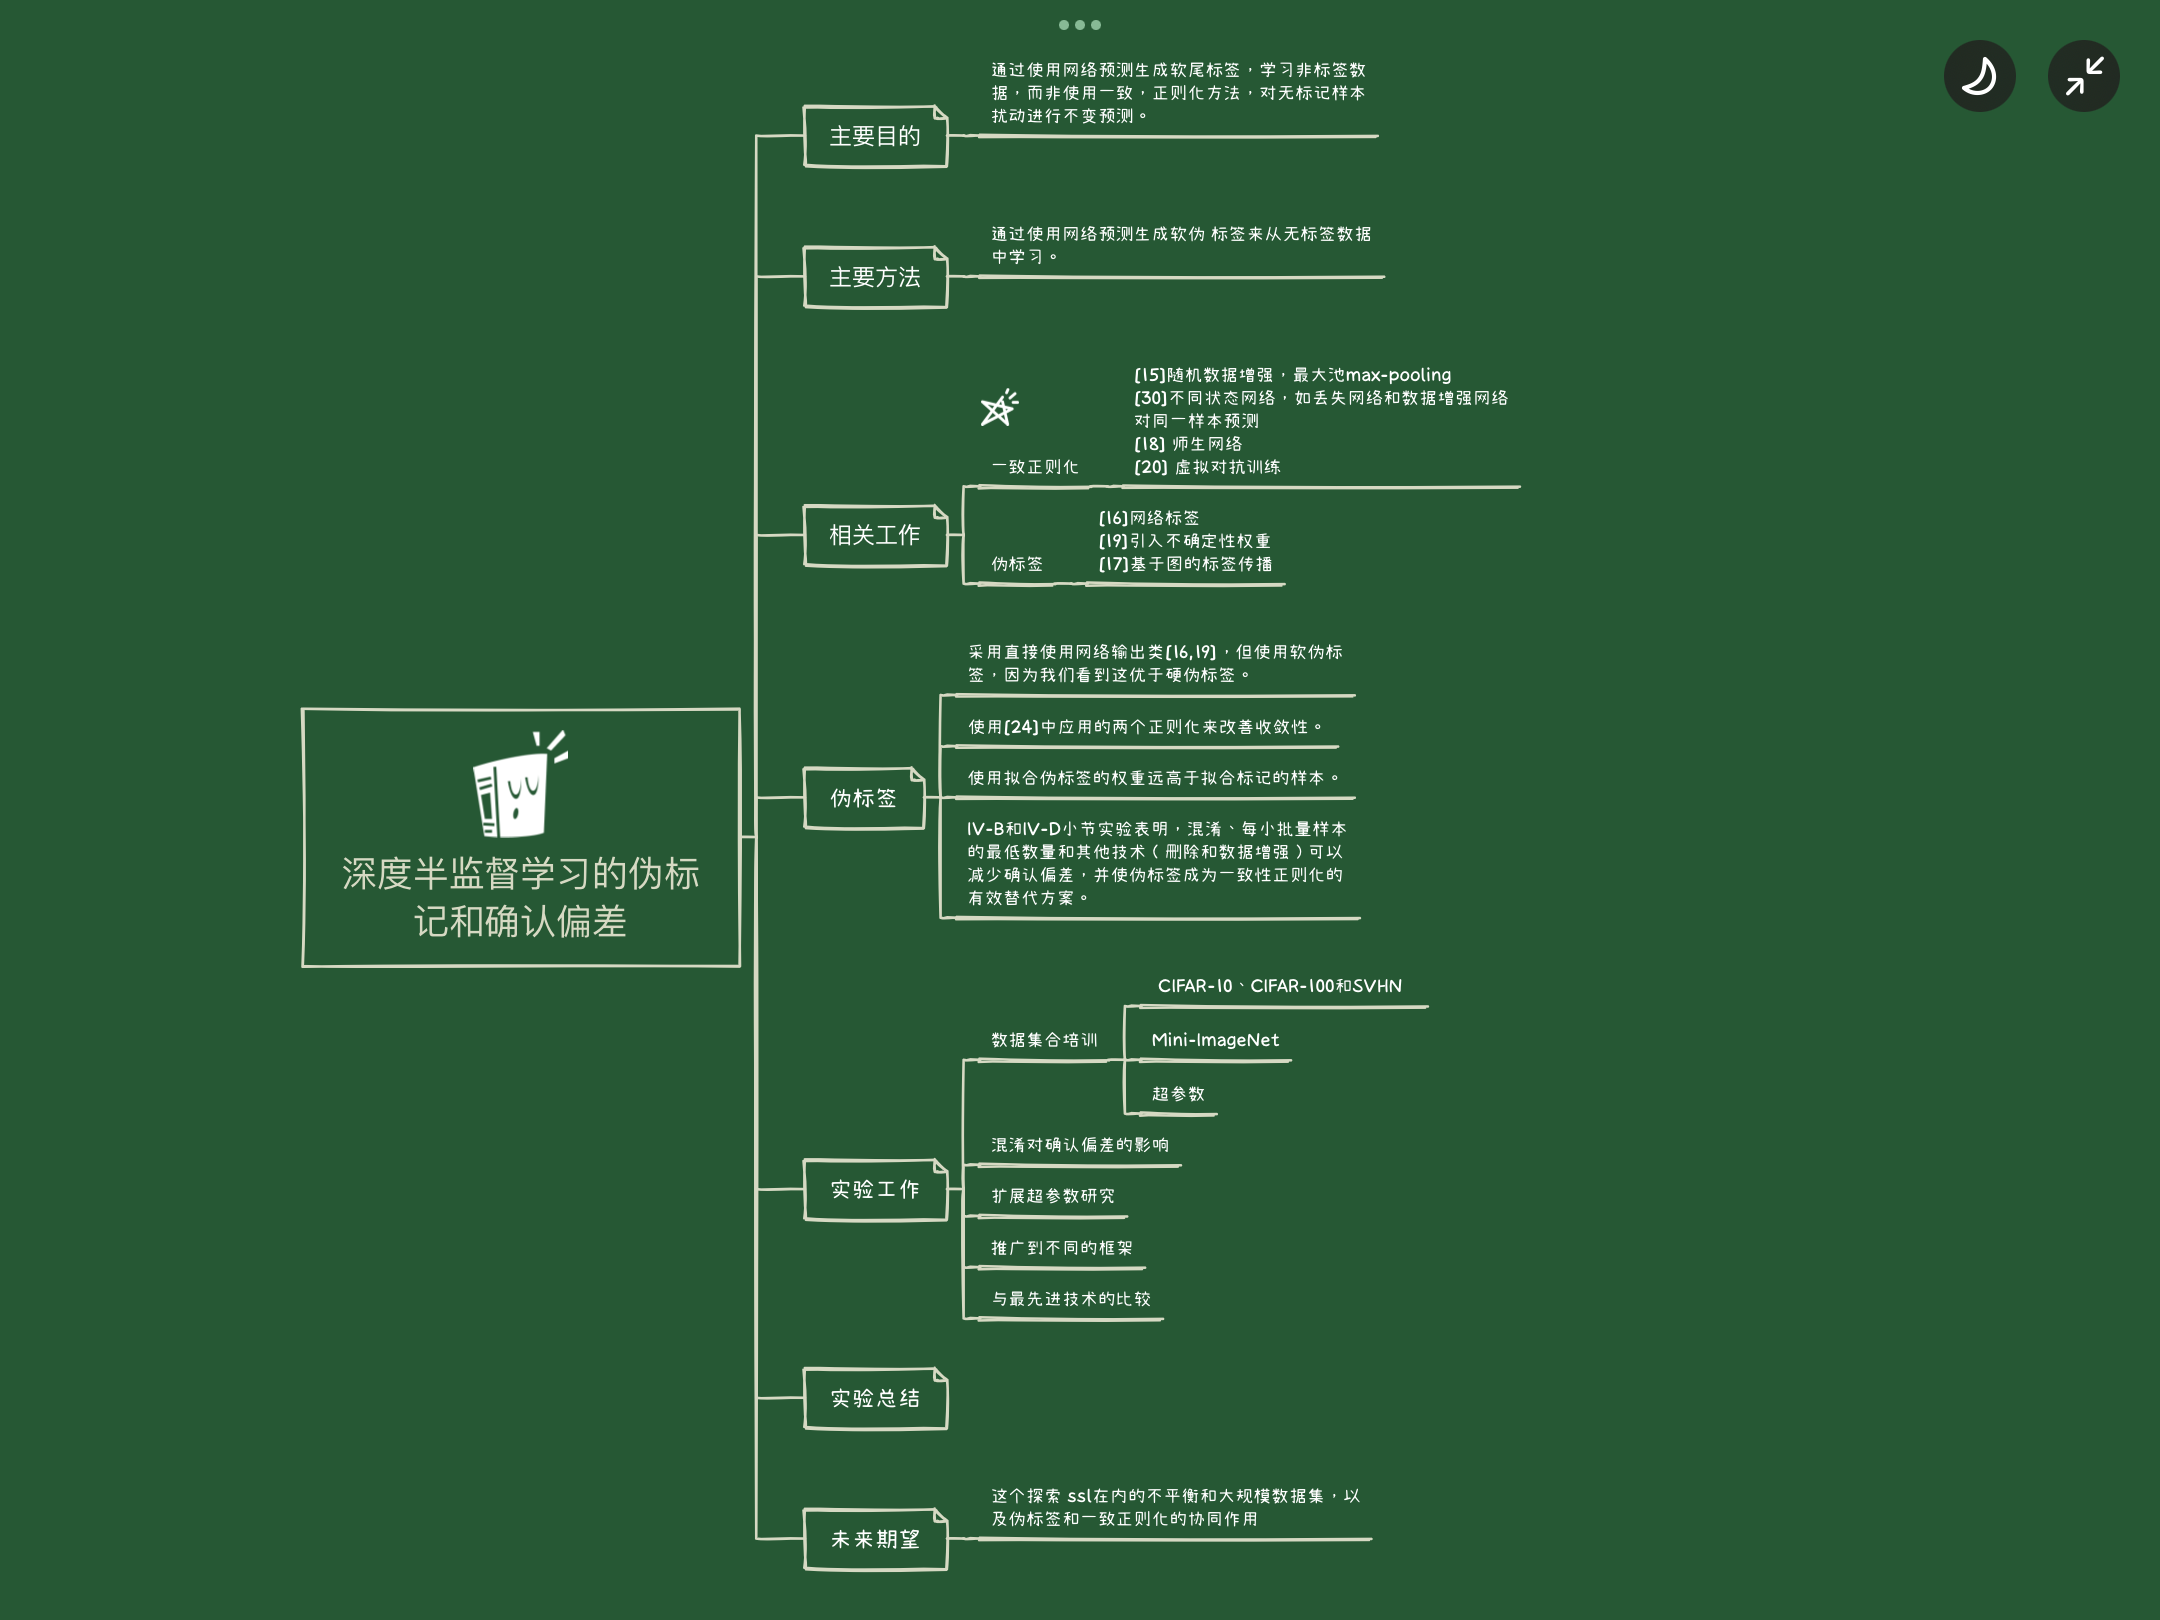 深度半监督学习的伪标
记和确认偏差
主要目的
通过使用网络预测生成软尾标签，学习非标签数
据，而非使用一致，正则化方法，对无标记样本
扰动进行不变预测。
主要方法
通过使用网络预测生成软伪 标签来从无标签数据
中学习。
相关工作
一致正则化
[15]随机数据增强，最大池max-pooling
[30]不同状态网络，如丢失网络和数据增强网络
对同一样本预测
[18] 师生网络
[20] 虚拟对抗训练
伪标签
[16]网络标签
[19]引入不确定性权重
[17]基于图的标签传播
伪标签
采用直接使用网络输出类[16,19]，但使用软伪标
签，因为我们看到这优于硬伪标签。
使用[24]中应用的两个正则化来改善收敛性。
使用拟合伪标签的权重远高于拟合标记的样本。
IV-B和IV-D小节实验表明，混淆、每小批量样本
的最低数量和其他技术（删除和数据增强）可以
减少确认偏差，并使伪标签成为一致性正则化的
有效替代方案。
实验工作
数据集合培训
CIFAR-10、CIFAR-100和SVHN
Mini-ImageNet
超参数
混淆对确认偏差的影响
扩展超参数研究
推广到不同的框架
与最先进技术的比较
实验总结
未来期望
这个探索 ssl在内的不平衡和大规模数据集，以
及伪标签和一致正则化的协同作用